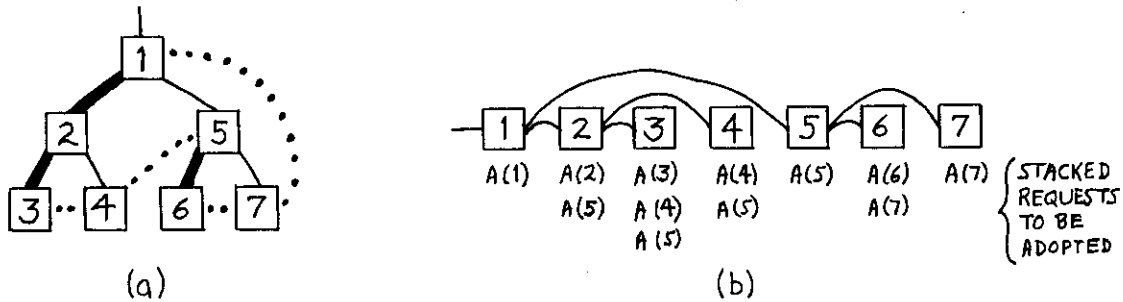 1
2 5
3 4 6 7
(a)
1 2 3 4 5 6 7
A(1) A(2) A(3) A(4) A(5) A(6) A(7)
A(5) A(4) A(5) A(7)
A(5)
STACKED
REQUESTS
TO BE
ADOPTED
(b)